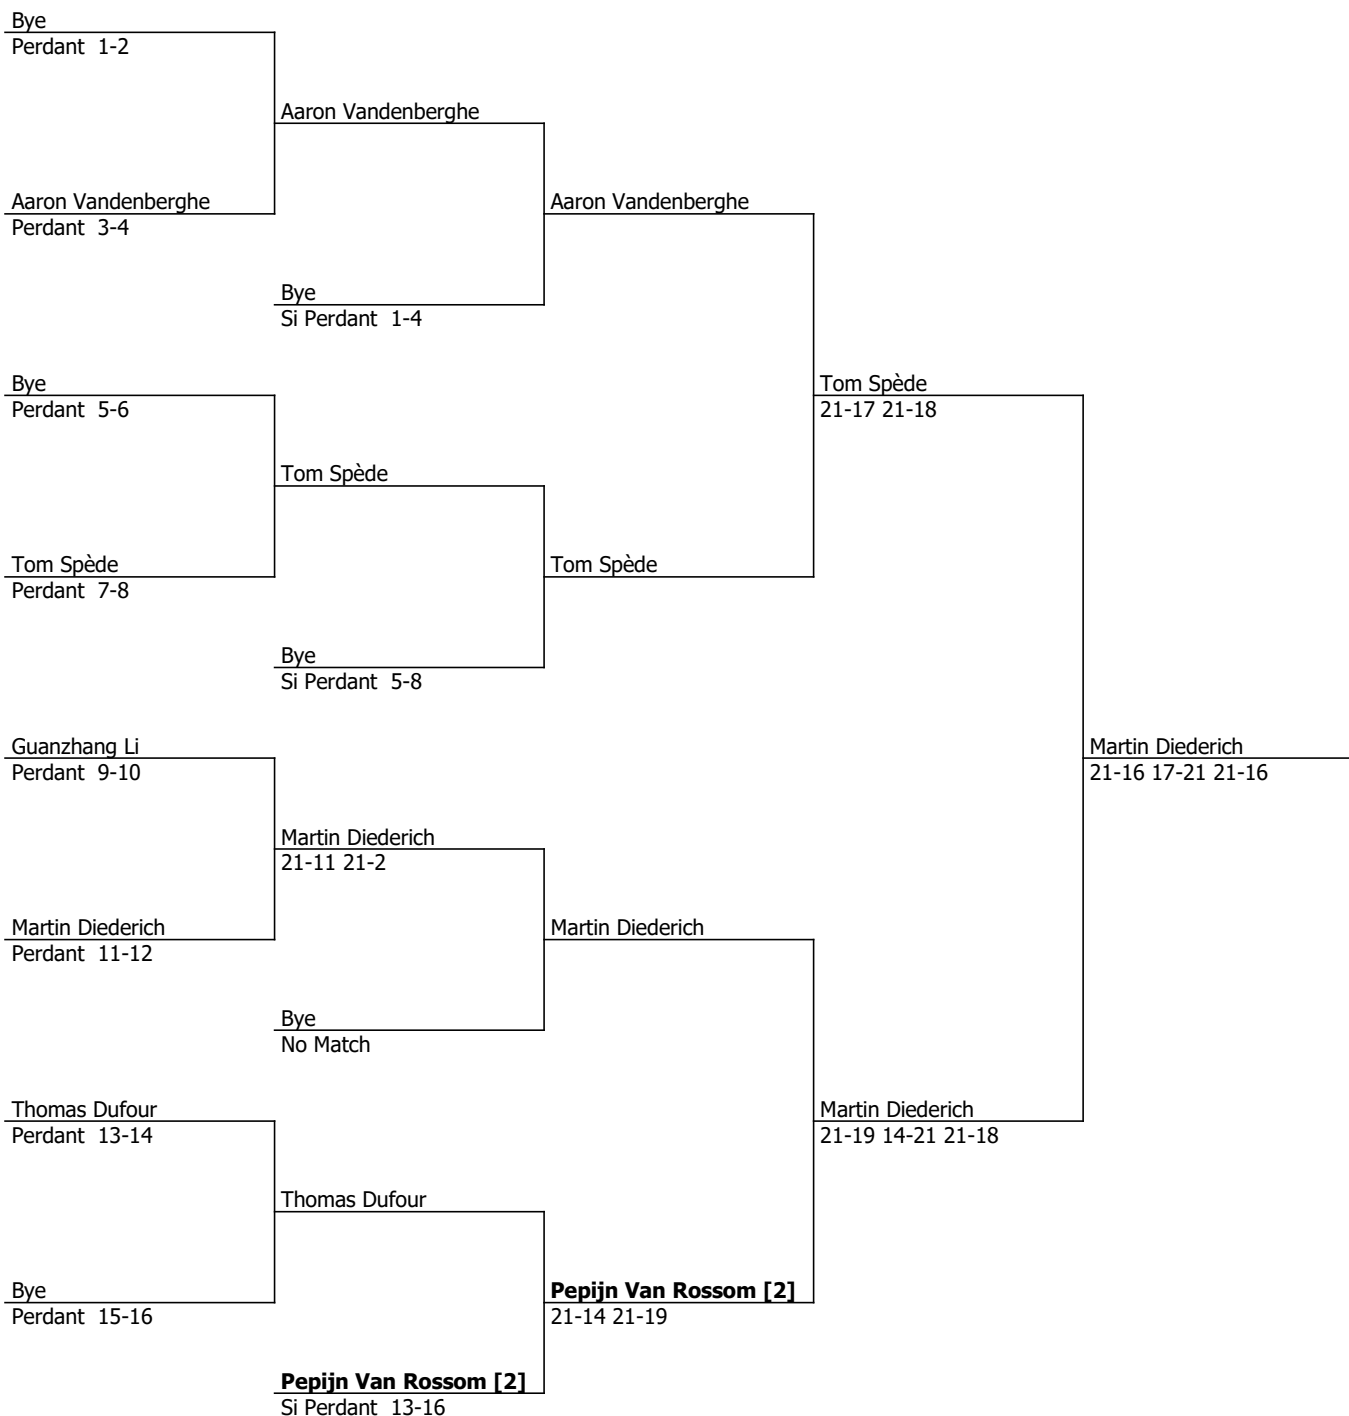 Bye
Perdant 1-2
Aaron Vandenberghe
Aaron Vandenberghe
Perdant 3-4
Aaron Vandenberghe
Bye
Si Perdant 1-4
Bye
Perdant 5-6
Tom Spède
21-17 21-18
Tom Spède
Tom Spède
Perdant 7-8
Tom Spède
Bye
Si Perdant 5-8
Guanzhang Li
Perdant 9-10
Martin Diederich
21-16 17-21 21-16
Martin Diederich
21-11 21-2
Martin Diederich
Perdant 11-12
Martin Diederich
Bye
No Match
Thomas Dufour
Perdant 13-14
Martin Diederich
21-19 14-21 21-18
Thomas Dufour
Bye
Perdant 15-16
Pepijn Van Rossom [2]
21-14 21-19
Pepijn Van Rossom [2]
Si Perdant 13-16